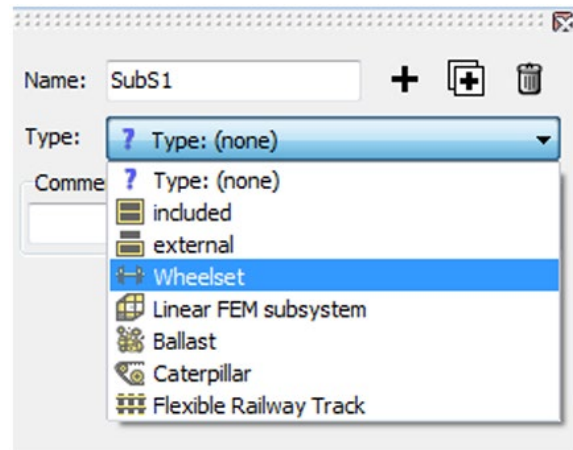 Name: SubS1
Type: ? Type: (none)
Comme
? Type: (none)
included
external
Wheelset
Linear FEM subsystem
Ballast
Caterpillar
Flexible Railway Track